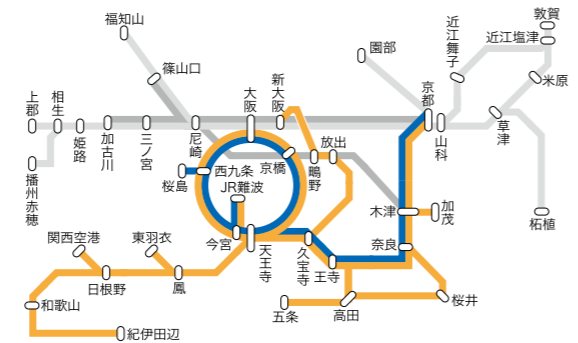 敦賀
福知山
近江舞子
近江塩津
園部
篠山口
米原
新大阪
大阪
京都
上郡
相生
姫路
加古川
三ノ宮
尼崎
放出
山科
草津
京橋
鴫野
桜島
西九条
JR難波
播州赤穂
木津
加茂
柘植
今宮
関西空港
東羽衣
天王寺
久宝寺
王寺
奈良
日根野
鳳
和歌山
桜井
五条
高田
紀伊田辺